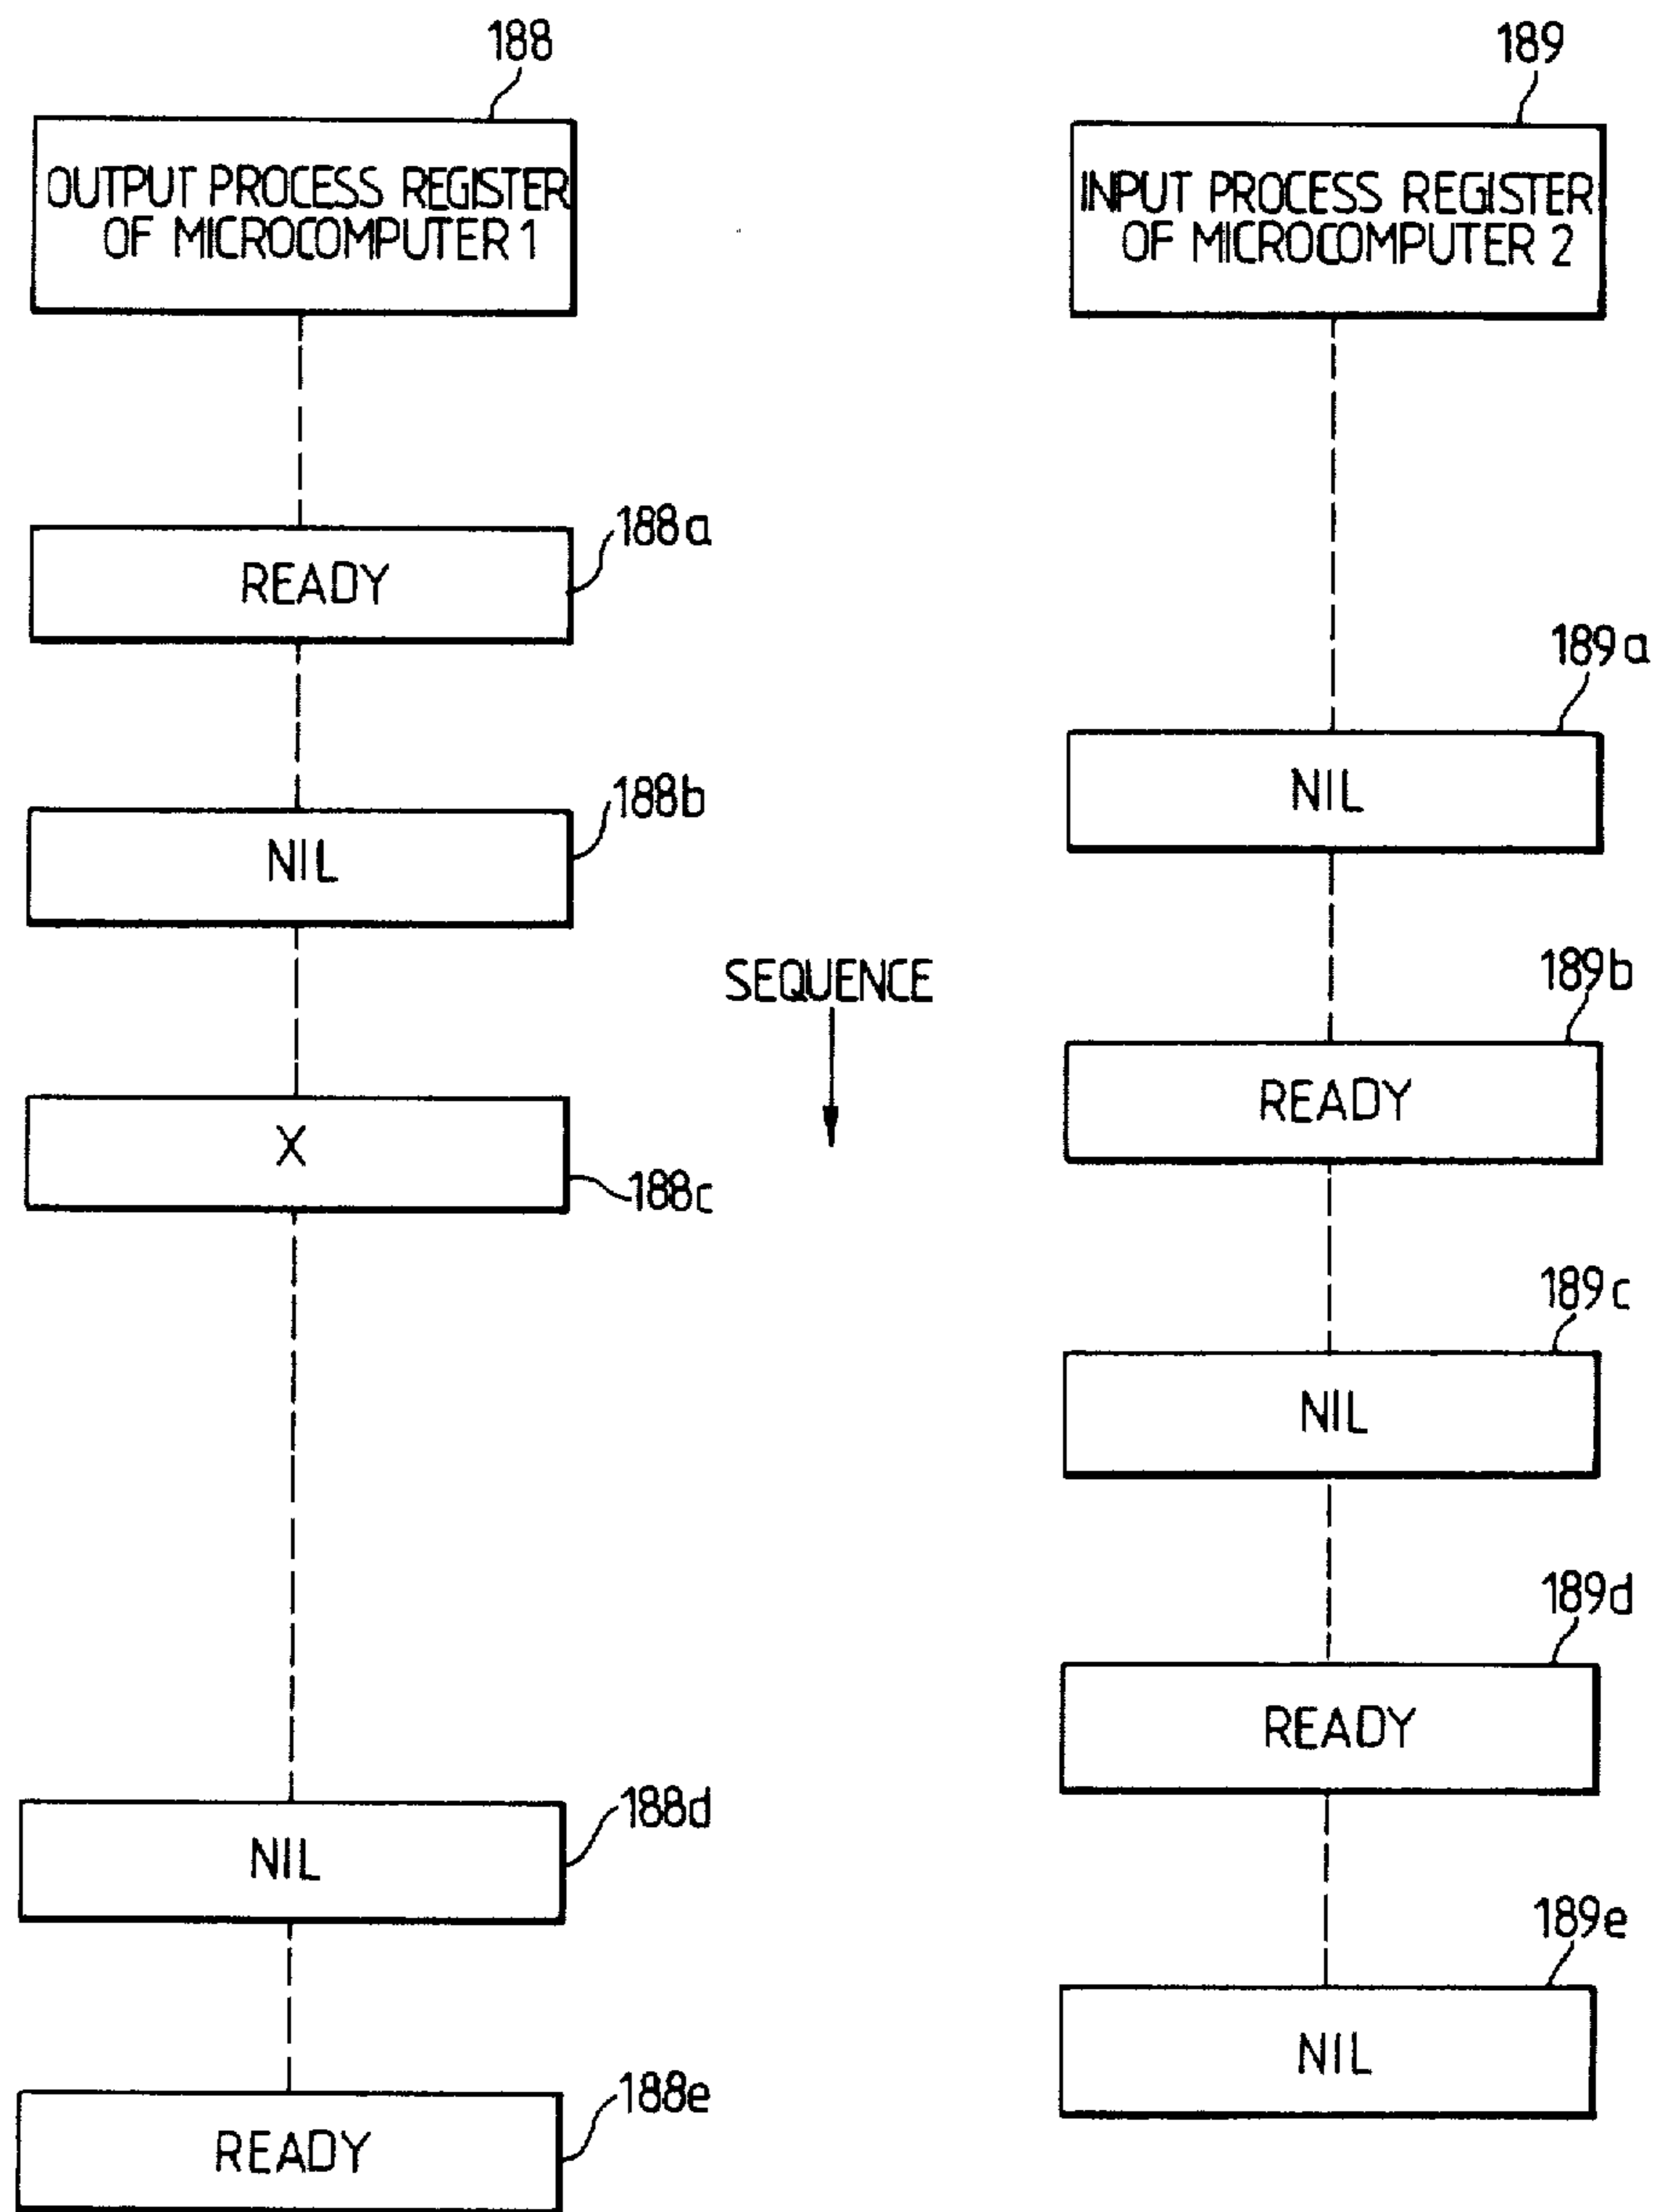 188
OUTPUT PROCESS REGISTER
OF MICROCOMPUTER 1
188a
READY
188b
NIL
X
188c
188d
NIL
188e
READY
SEQUENCE
189
INPUT PROCESS REGISTER
OF MICROCOMPUTER 2
189a
NIL
189b
READY
189c
NIL
189d
READY
189e
NIL